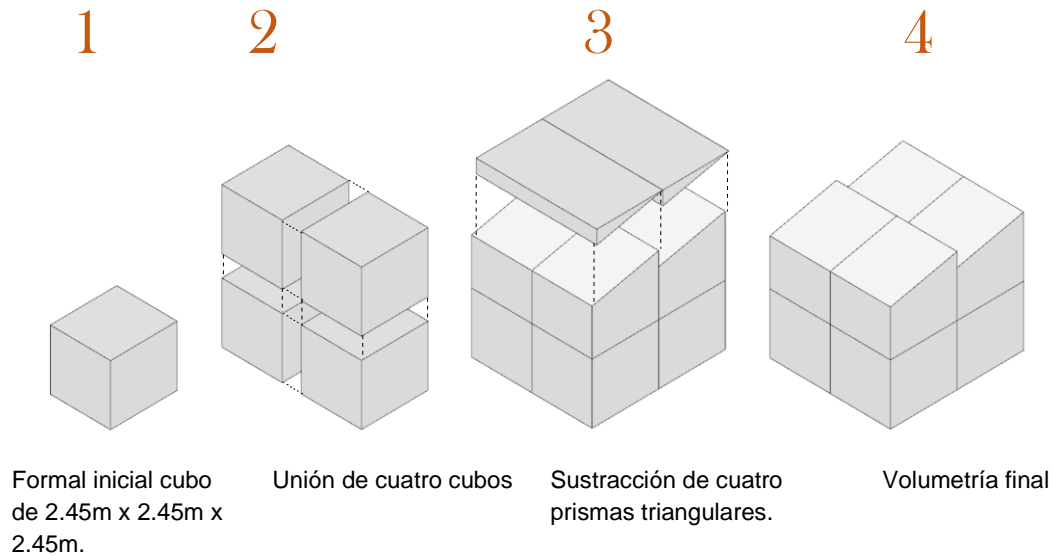 1
2
3
4
Formal inicial cubo
de 2.45m x 2.45m x
2.45m.
Unión de cuatro cubos
Sustracción de cuatro
prismas triangulares.
Volumetría final